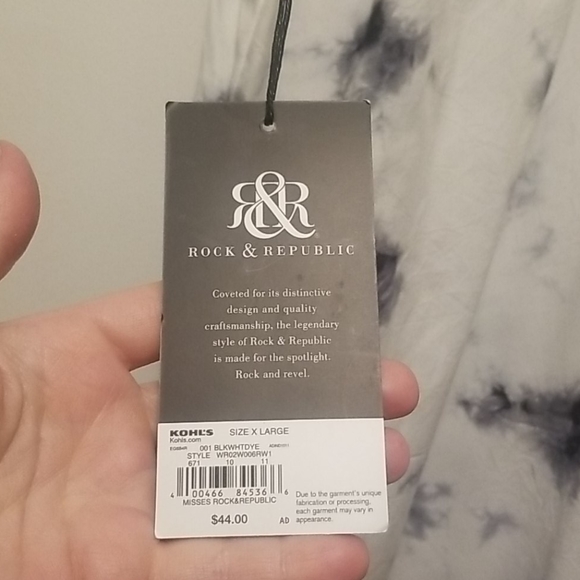 R&R
ROCK & REPUBLIC
Coveted for its distinctive
design and quality
craftsmanship, the legendary
style of Rock & Republic
is made for the spotlight.
Rock and revel.
KOHL'S SIZE X LARGE
Kohls.com
001 BLKWHTDYE
STYLE WR02W006RW1
671 10 11
4 00466 84536 6
MISSES ROCK&REPUBLIC
$44.00 AD
Due to the garment's unique
fabrication or processing,
each garment may vary in
appearance.